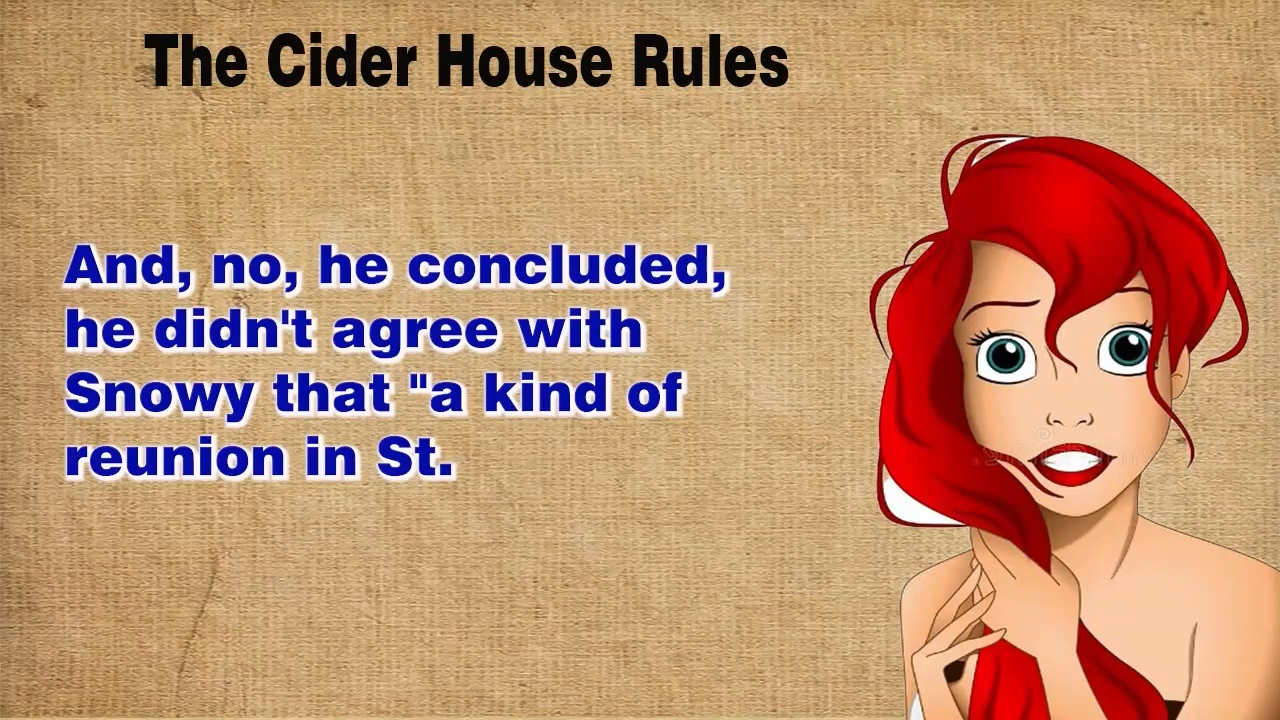 The Cider House Rules
And, no, he concluded,
he didn't agree with
Snowy that "a kind of
reunion in St.